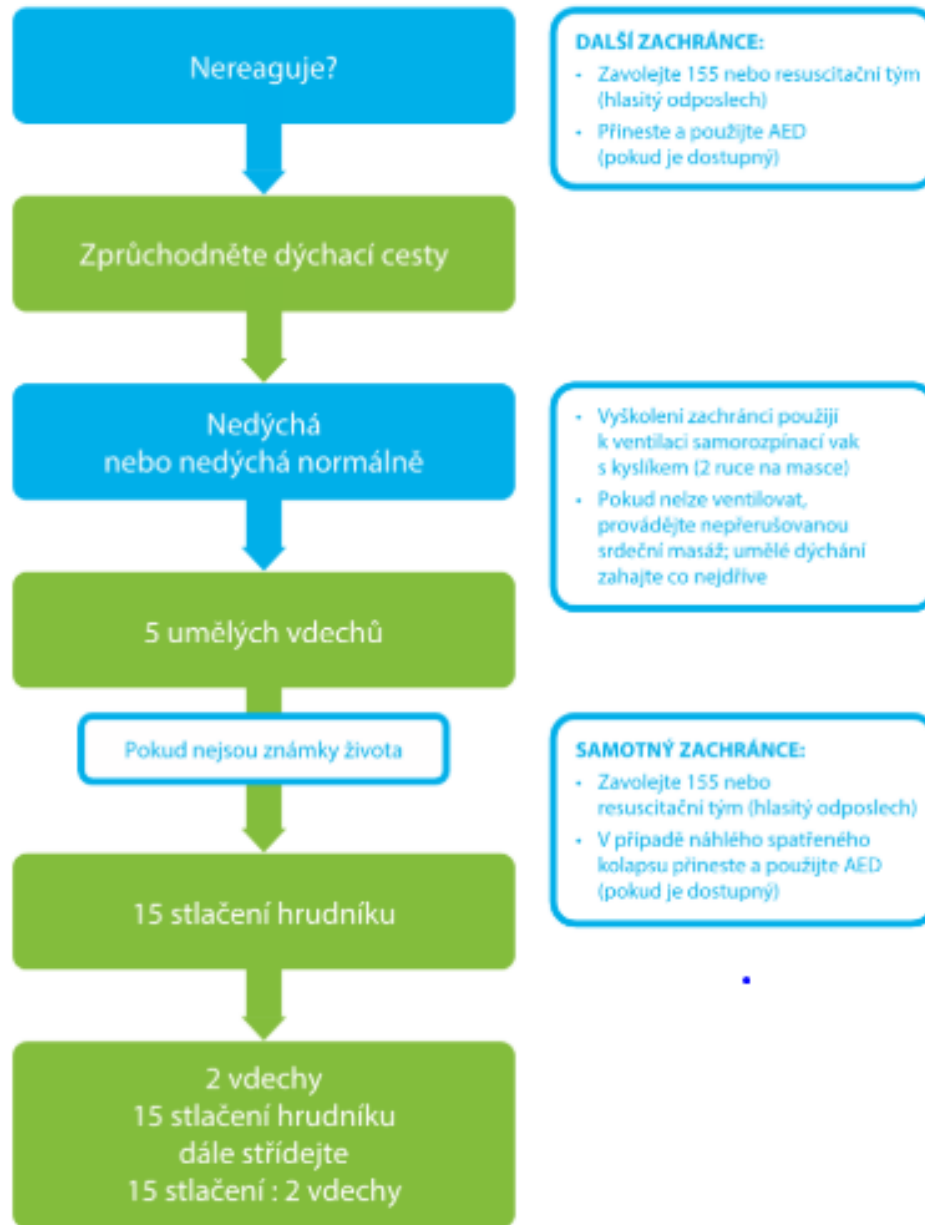 Nereaguje?
DALŠÍ ZACHRÁNCE:
• Zavolejte 155 nebo resuscitační tým
(hlasitý odposlech)
• Přineste a použijte AED
(pokud je dostupný)
Zprůchodněte dýchací cesty
Nedýchá
nebo nedýchá normálně
• Vyškolení zachránci použijí
k ventilaci samorozpínací vak
s kyslíkem (2 ruce na masce)
• Pokud nelze ventilovat,
provádějte nepřerušovanou
srdeční masáž; umělé dýchání
zahajte co nejdříve
5 umělých vdechů
Pokud nejsou známky života
SAMOTNÝ ZACHRÁNCE:
• Zavolejte 155 nebo
resuscitační tým (hlasitý odposlech)
• V případě náhlého spatřeného
kolapsu přineste a použijte AED
(pokud je dostupný)
15 stlačení hrudníku
2 vdechy
15 stlačení hrudníku
dále střídejte
15 stlačení : 2 vdechy